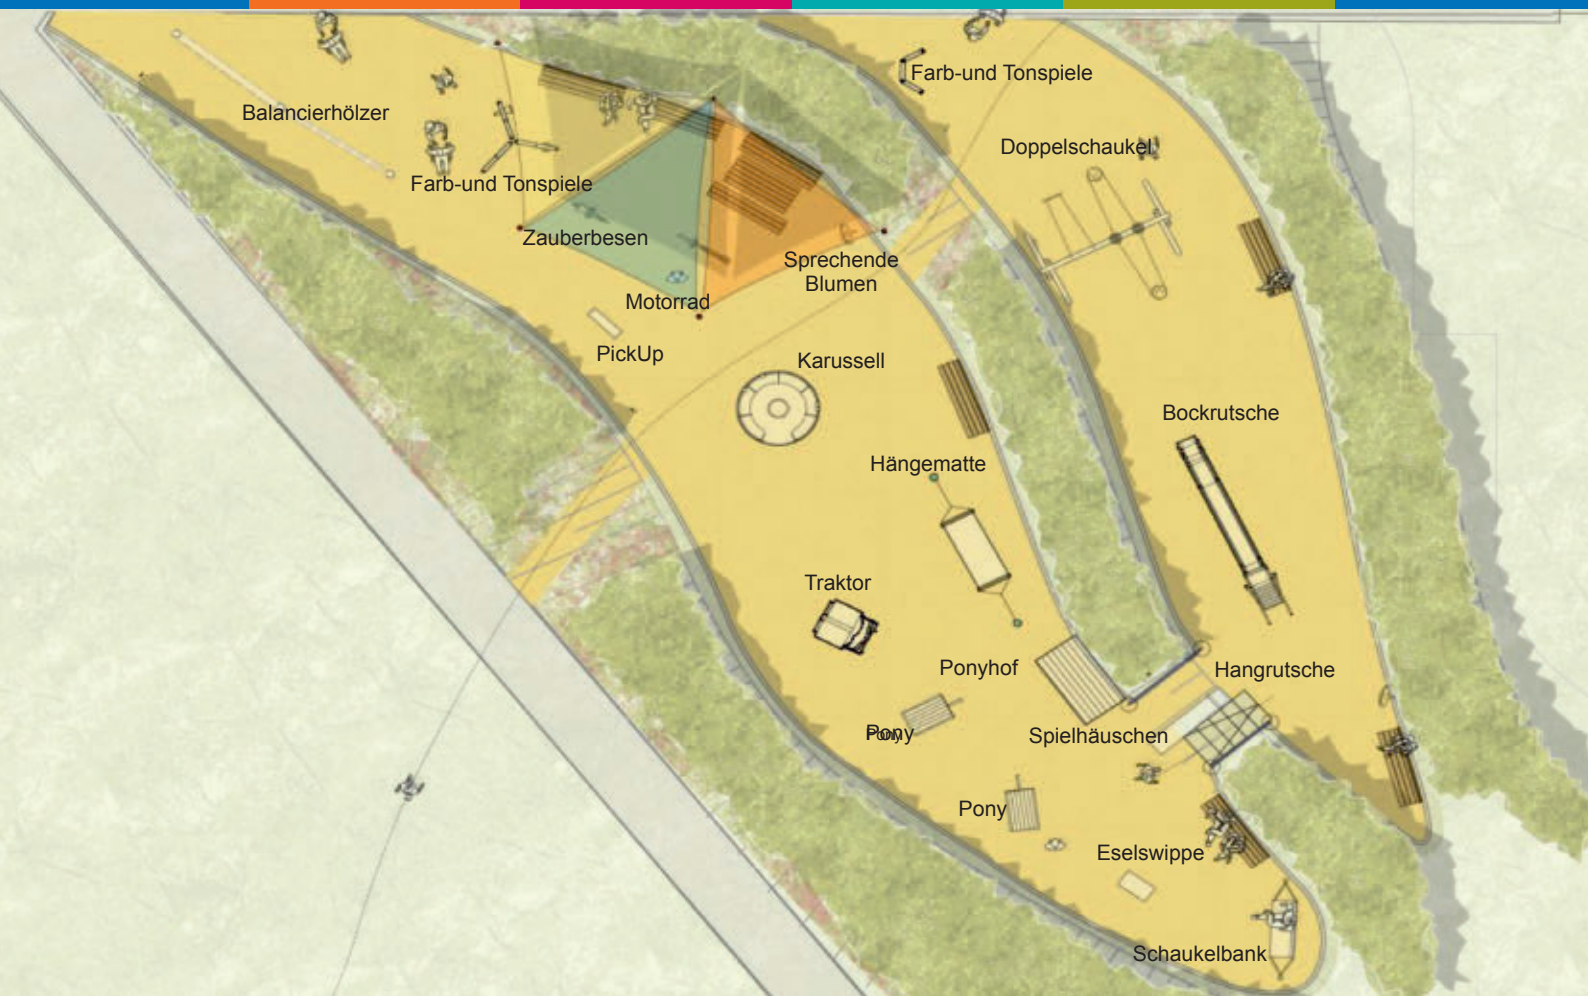 Farb-und Tonspiele
Balancierhölzer
Doppelschaukel
Farb-und Tonspiele
Zauberbesen
Sprechende
Blumen
Motorrad
PickUp
Karussell
Bockrutsche
Hängematte
Traktor
Ponyhof
Hangrutsche
Pony
Pony
Spielhäuschen
Pony
Eselswippe
Schaukelbank